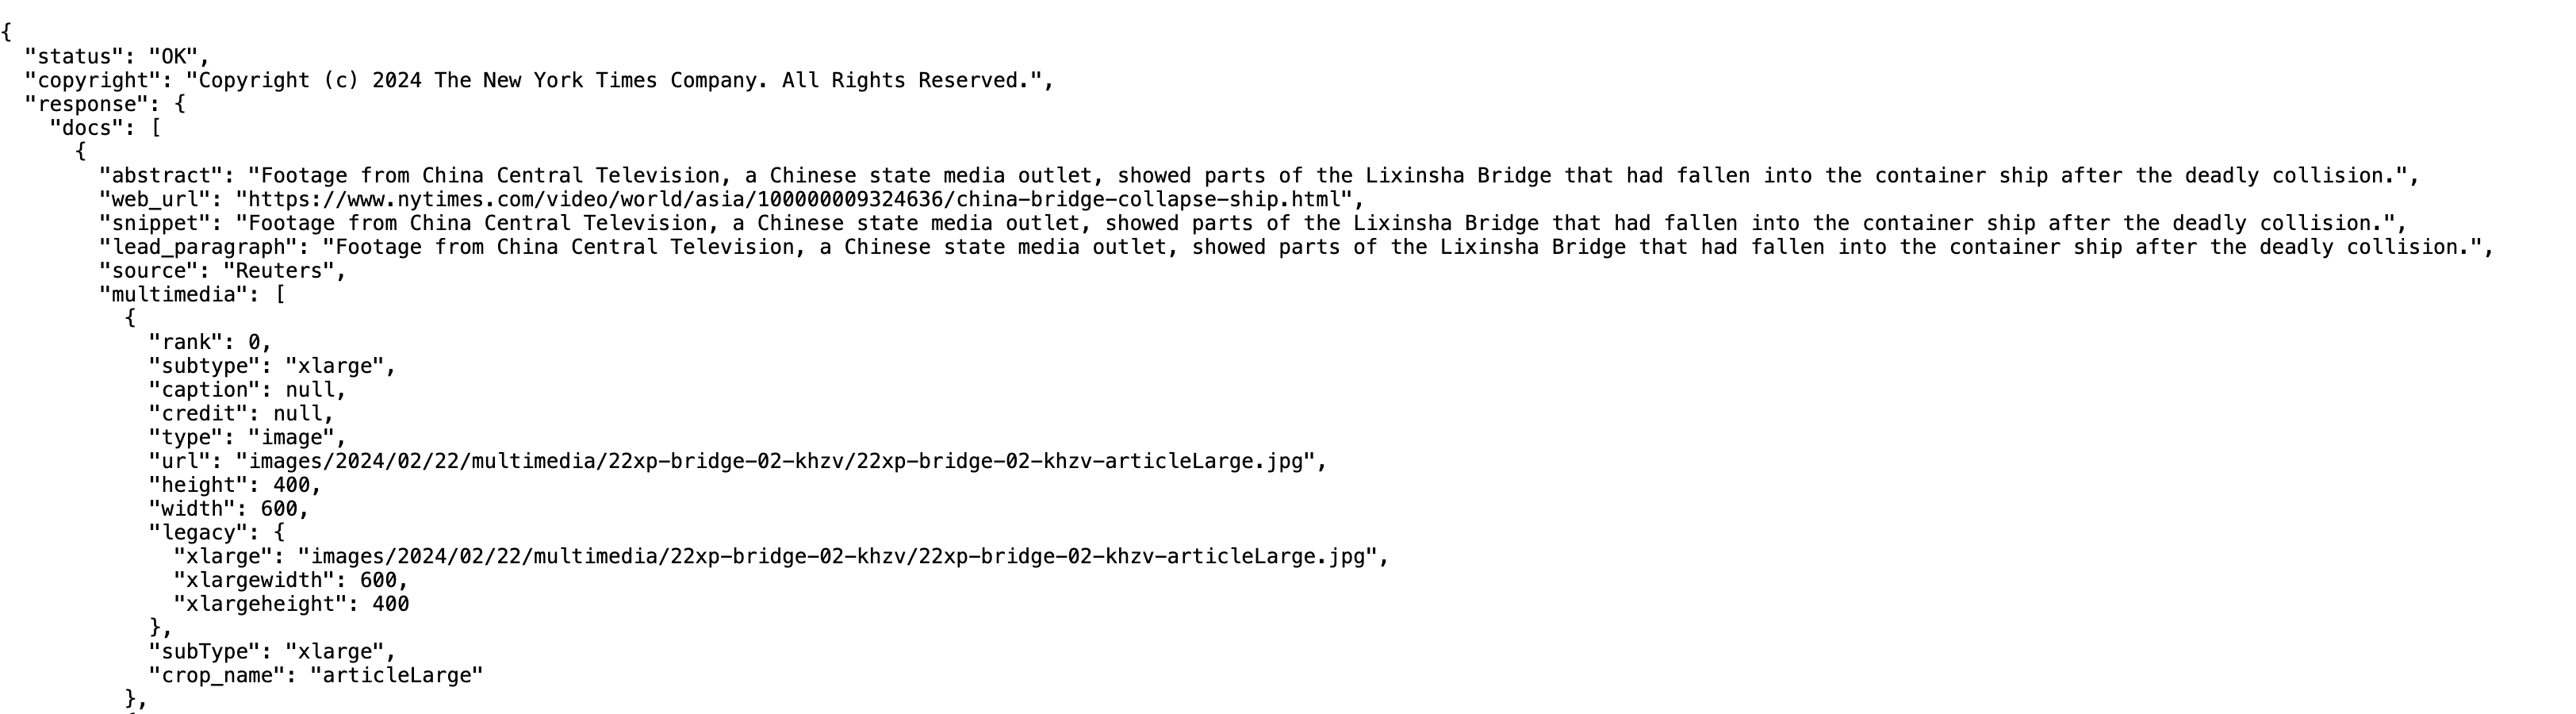 {
  "status": "OK",
  "copyright": "Copyright (c) 2024 The New York Times Company. All Rights Reserved.",
  "response": {
    "docs": [
      {
        "abstract": "Footage from China Central Television, a Chinese state media outlet, showed parts of the Lixinsha Bridge that had fallen into the container ship after the deadly collision.",
        "web_url": "https://www.nytimes.com/video/world/asia/100000009324636/china-bridge-collapse-ship.html",
        "snippet": "Footage from China Central Television, a Chinese state media outlet, showed parts of the Lixinsha Bridge that had fallen into the container ship after the deadly collision.",
        "lead_paragraph": "Footage from China Central Television, a Chinese state media outlet, showed parts of the Lixinsha Bridge that had fallen into the container ship after the deadly collision.",
        "source": "Reuters",
        "multimedia": [
          {
            "rank": 0,
            "subtype": "xlarge",
            "caption": null,
            "credit": null,
            "type": "image",
            "url": "images/2024/02/22/multimedia/22xp-bridge-02-khzv/22xp-bridge-02-khzv-articleLarge.jpg",
            "height": 400,
            "width": 600,
            "legacy": {
              "xlarge": "images/2024/02/22/multimedia/22xp-bridge-02-khzv/22xp-bridge-02-khzv-articleLarge.jpg",
              "xlargewidth": 600,
              "xlargeheight": 400
            },
            "subType": "xlarge",
            "crop_name": "articleLarge"
          },